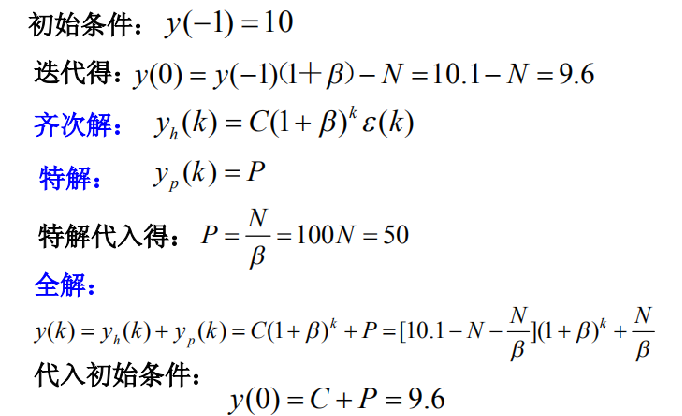 初始条件： y(−1) = 10
迭代得：y(0) = y(−1)(1＋β) − N = 10.1 − N = 9.6
齐次解： y_h(k) = C(1 + β)^k ε(k)
特解： y_p(k) = P
特解代入得： P = N/β = 100N = 50
全解：
y(k) = y_h(k) + y_p(k) = C(1 + β)^k + P = [10.1 − N − N/β](1 + β)^k + N/β
代入初始条件：
y(0) = C + P = 9.6